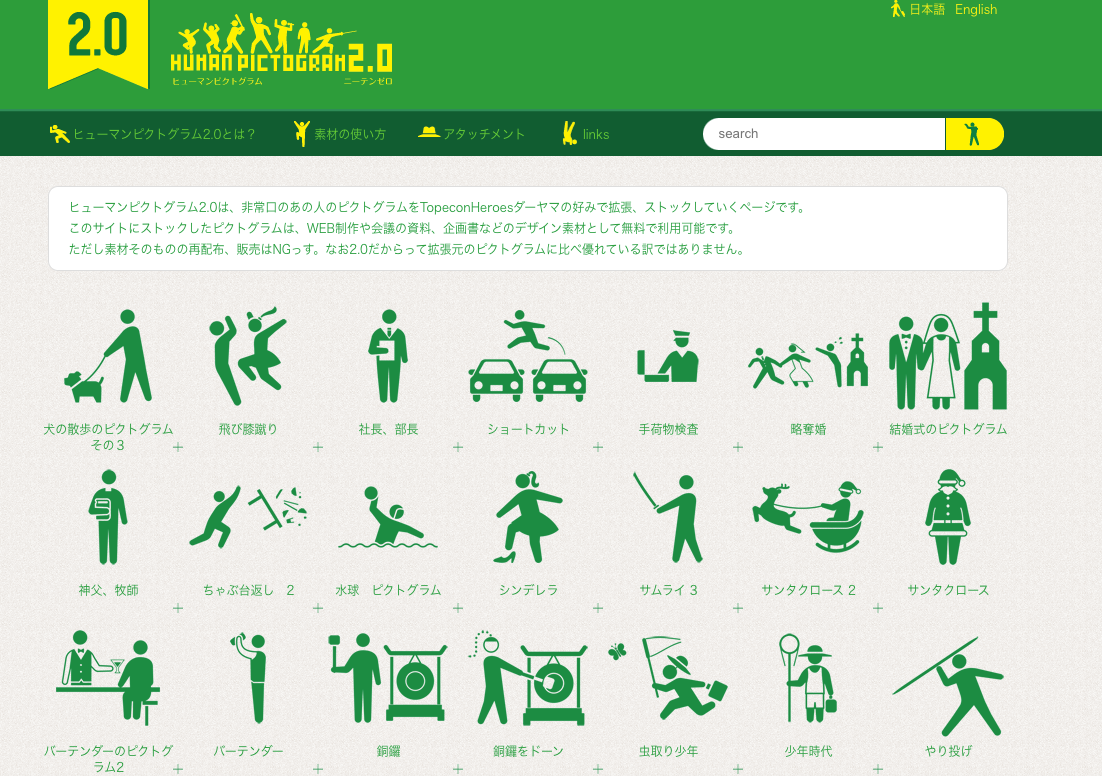 2.0
HUMAN PICTOGRAM2.0
ヒューマンピクトグラム ニーテンゼロ
日本語 English
ヒューマンピクトグラム2.0とは？ 素材の使い方 アタッチメント links search
ヒューマンピクトグラム2.0は、非常口のあの人のピクトグラムをTopeconHeroesダーヤマの好みで拡張、ストックしていくページです。
このサイトにストックしたピクトグラムは、WEB制作や会議の資料、企画書などのデザイン素材として無料で利用可能です。
ただし素材そのものの再配布、販売はNGっす。なお2.0だからって拡張元のピクトグラムに比べ優れている訳ではありません。
犬の散歩のピクトグラム
その３
飛び膝蹴り
社長、部長
ショートカット
手荷物検査
略奪婚
結婚式のピクトグラム
神父、牧師
ちゃぶ台返し　2
水球　ピクトグラム
シンデレラ
サムライ 3
サンタクロース 2
サンタクロース
バーテンダーのピクトグ
ラム2
バーテンダー
銅鑼
銅鑼をドーン
虫取り少年
少年時代
やり投げ